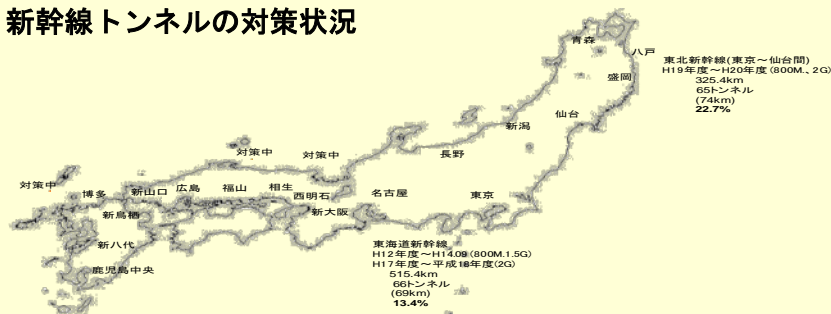 新幹線トンネルの対策状況
青森
八戸
東北新幹線(東京～仙台間)
H19年度～H20年度(800M.、2G)
325.4km
65トンネル
(74km)
22.7%
盛岡
仙台
新潟
長野
対策中
対策中
対策中
博多
新山口
広島
福山
相生
西明石
名古屋
東京
新鳥栖
新大阪
新八代
鹿児島中央
東海道新幹線
H12年度～H14.09(800M.1.5G)
H17年度～平成18年度(2G)
515.4km
66トンネル
(69km)
13.4%